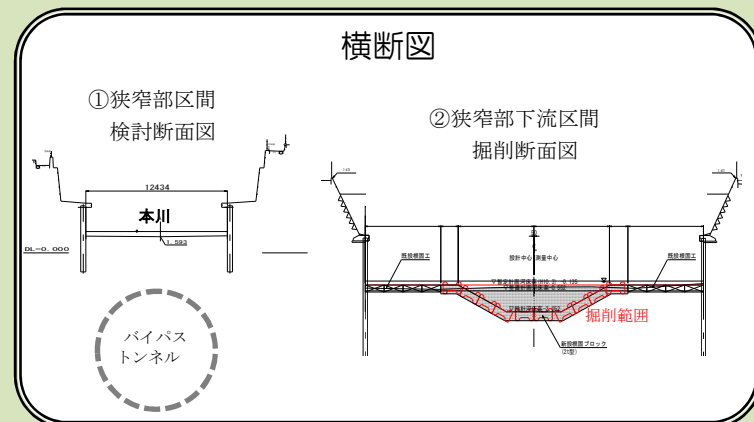 横断図
①狭窄部区間
検討断面図
②狭窄部下流区間
掘削断面図
12434
本川
1.593
DL=0.000
バイパス
トンネル
設計中心
測量中心
既設根固工
既設根固工
掘削範囲
新設根固ブロック
(2t型)